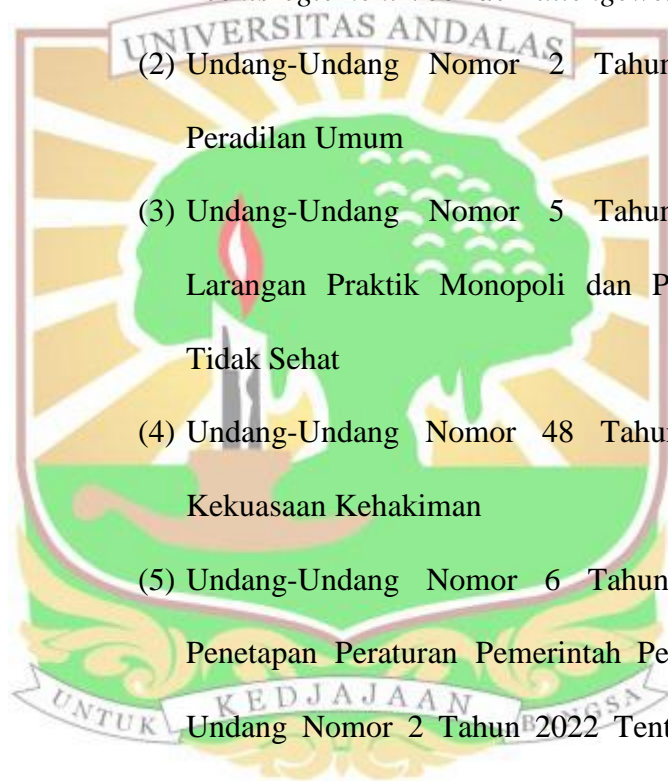 UNIVERSITAS ANDALAS
(2) Undang-Undang Nomor 2 Tahun
Peradilan Umum
(3) Undang-Undang Nomor 5 Tahun
Larangan Praktik Monopoli dan P
Tidak Sehat
(4) Undang-Undang Nomor 48 Tahu
Kekuasaan Kehakiman
(5) Undang-Undang Nomor 6 Tahun
Penetapan Peraturan Pemerintah Pe
Undang Nomor 2 Tahun 2022 Tent
UNTUK KEDJAJAAN BANGSA